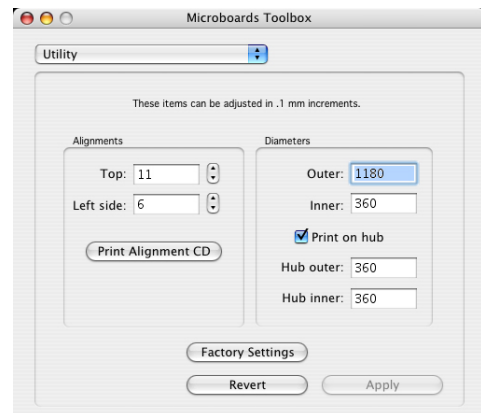 Microboards Toolbox
Utility
These items can be adjusted in .1 mm increments.
Alignments
Top: 11
Left side: 6
Print Alignment CD
Diameters
Outer: 1180
Inner: 360
Print on hub
Hub outer: 360
Hub inner: 360
Factory Settings
Revert
Apply